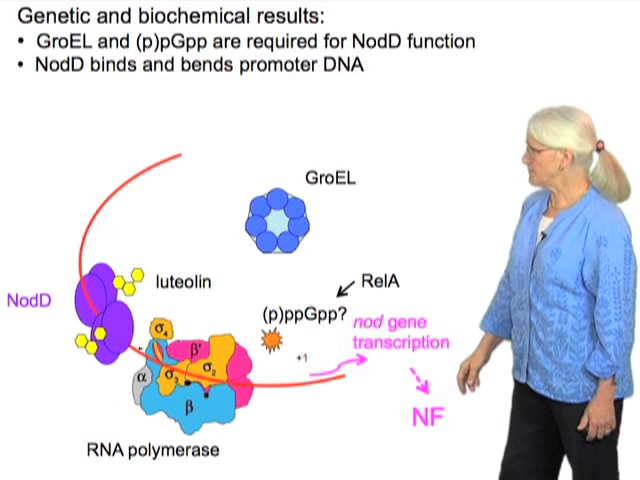 Genetic and biochemical results:
• GroEL and (p)pGpp are required for NodD function
• NodD binds and bends promoter DNA
GroEL
luteolin
RelA
NodD
(p)ppGpp?
nod gene
transcription
+1
σ4
β'
α
σ3
σ2
β
NF
RNA polymerase